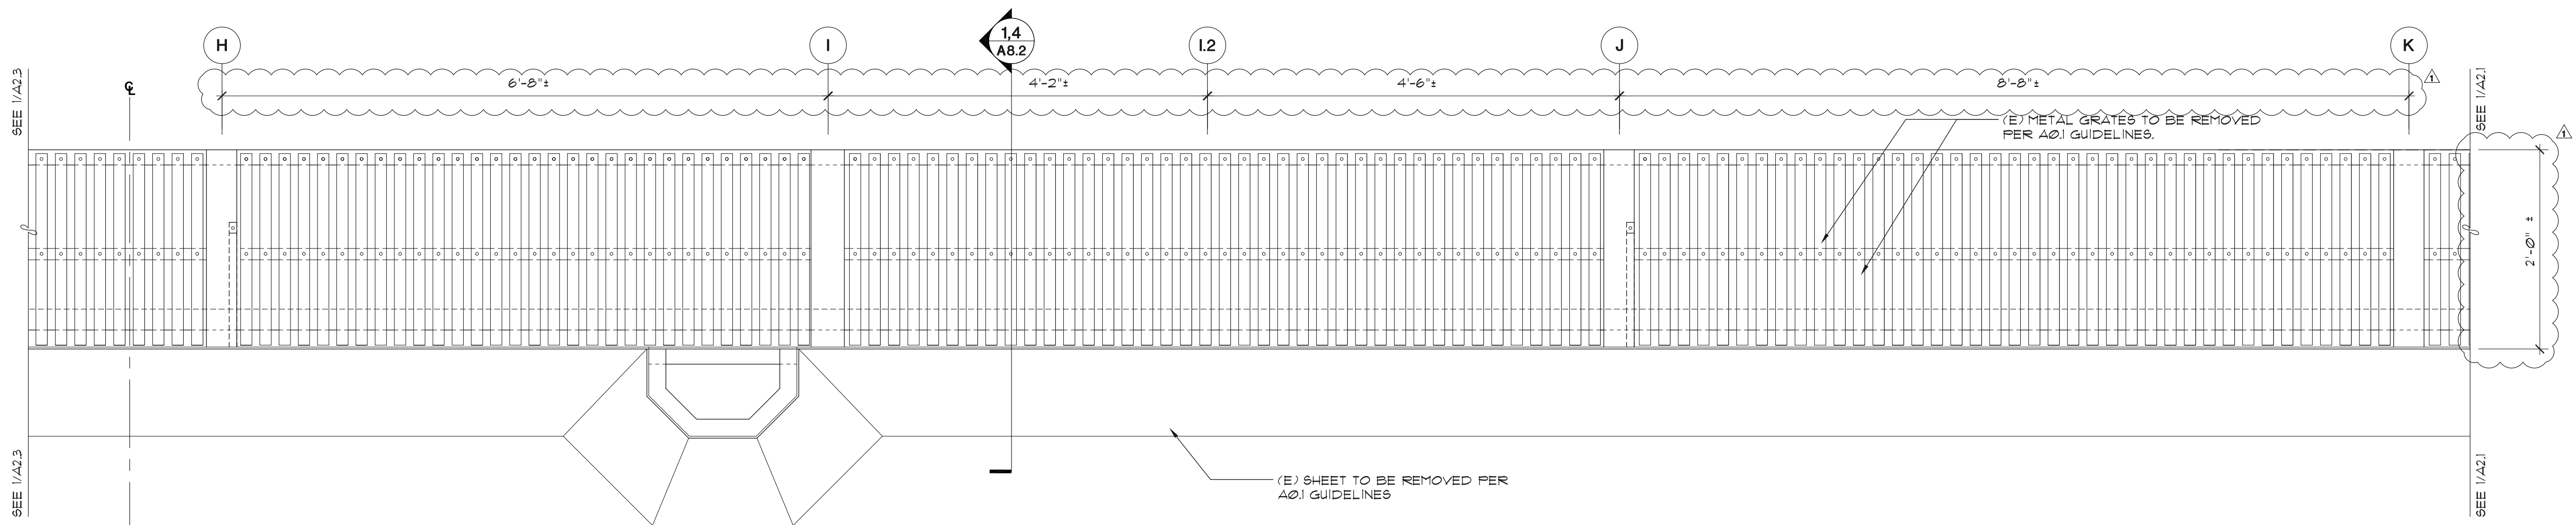 H
I
1,4
A8.2
I.2
J
K
6'-8"±
4'-2"±
4'-6"±
8'-8"±
1
SEE 1/A2.3
CL
SEE 1/A2.1
(E) METAL GRATES TO BE REMOVED
PER A0.1 GUIDELINES.
1
2'-0" ±
SEE 1/A2.3
(E) SHEET TO BE REMOVED PER
A0.1 GUIDELINES
SEE 1/A2.1